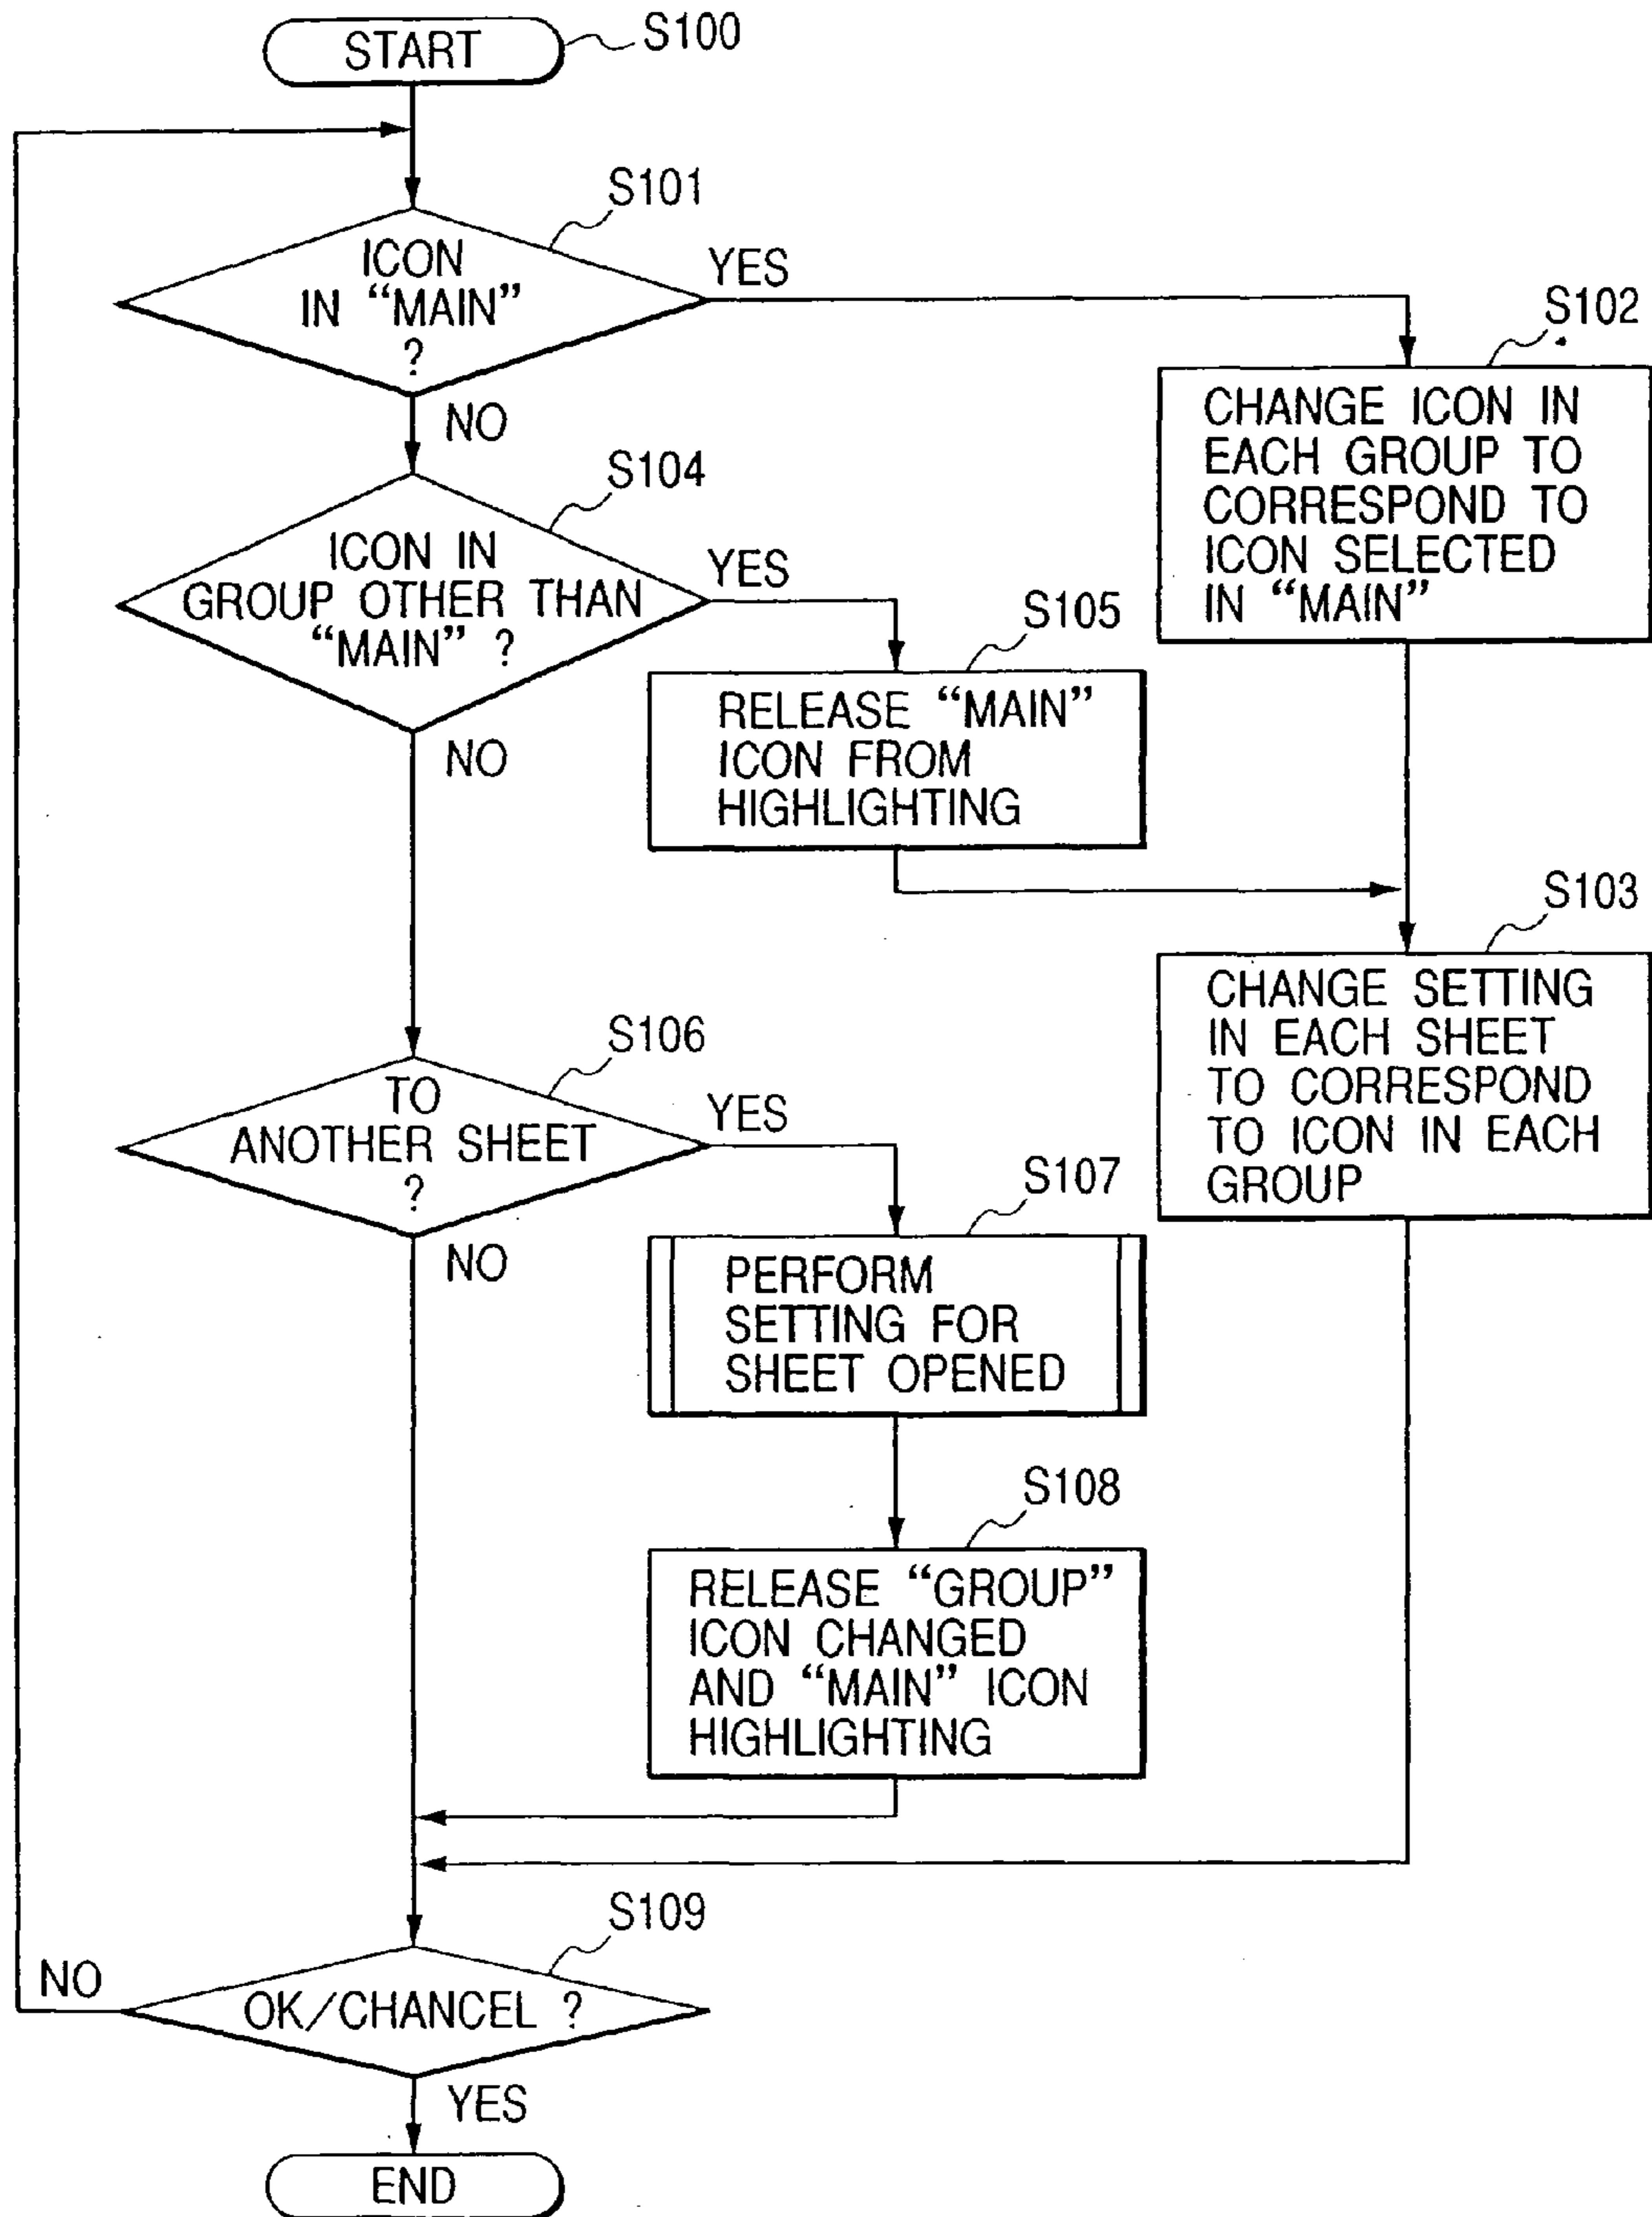 START
S100
S101
ICON
IN “MAIN”
?
YES
NO
S102
CHANGE ICON IN
EACH GROUP TO
CORRESPOND TO
ICON SELECTED
IN “MAIN”
S104
ICON IN
GROUP OTHER THAN
“MAIN” ?
YES
NO
S105
RELEASE “MAIN”
ICON FROM
HIGHLIGHTING
S103
CHANGE SETTING
IN EACH SHEET
TO CORRESPOND
TO ICON IN EACH
GROUP
S106
TO
ANOTHER SHEET
?
YES
NO
S107
PERFORM
SETTING FOR
SHEET OPENED
S108
RELEASE “GROUP”
ICON CHANGED
AND “MAIN” ICON
HIGHLIGHTING
S109
OK/CHANCEL ?
NO
YES
END